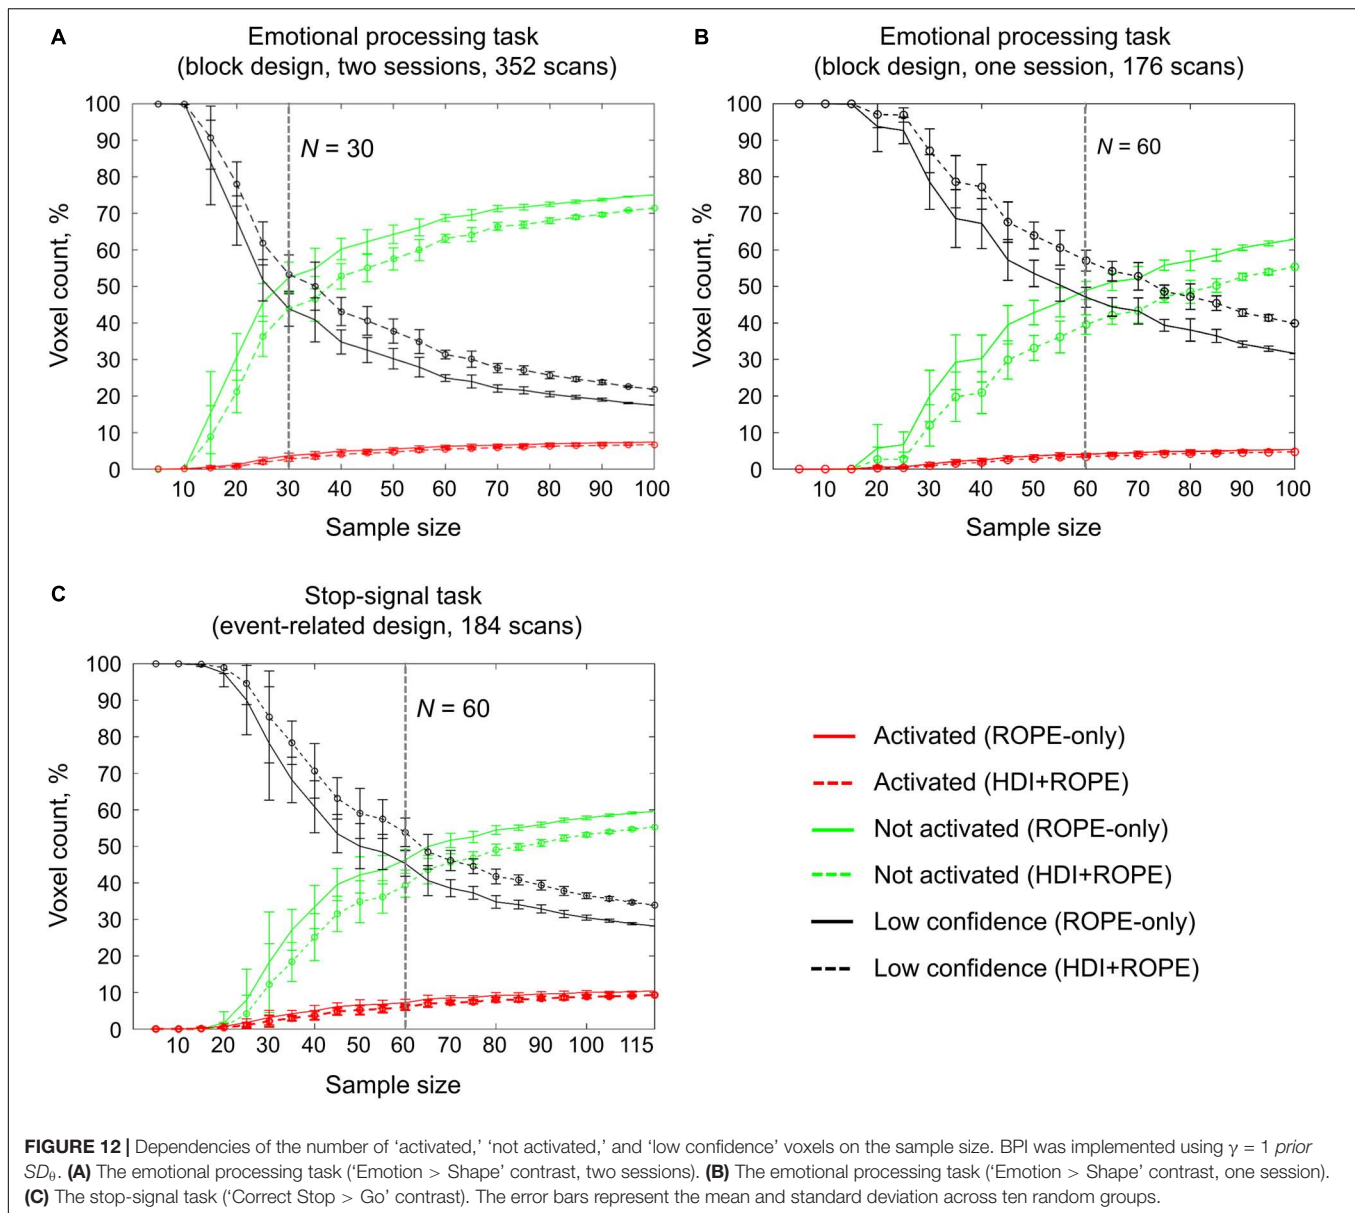 A
Emotional processing task
(block design, two sessions, 352 scans)
100
90
80
70
60
50
40
30
20
10
0
Voxel count, %
N = 30
10 20 30 40 50 60 70 80 90 100
Sample size
B
Emotional processing task
(block design, one session, 176 scans)
100
90
80
70
60
50
40
30
20
10
0
Voxel count, %
N = 60
10 20 30 40 50 60 70 80 90 100
Sample size
C
Stop-signal task
(event-related design, 184 scans)
100
90
80
70
60
50
40
30
20
10
0
Voxel count, %
N = 60
10 20 30 40 50 60 70 80 90 100 115
Sample size
Activated (ROPE-only)
Activated (HDI+ROPE)
Not activated (ROPE-only)
Not activated (HDI+ROPE)
Low confidence (ROPE-only)
Low confidence (HDI+ROPE)
FIGURE 12 | Dependencies of the number of ‘activated,’ ‘not activated,’ and ‘low confidence’ voxels on the sample size. BPI was implemented using γ = 1 prior
SDθ. (A) The emotional processing task (‘Emotion > Shape’ contrast, two sessions). (B) The emotional processing task (‘Emotion > Shape’ contrast, one session).
(C) The stop-signal task (‘Correct Stop > Go’ contrast). The error bars represent the mean and standard deviation across ten random groups.